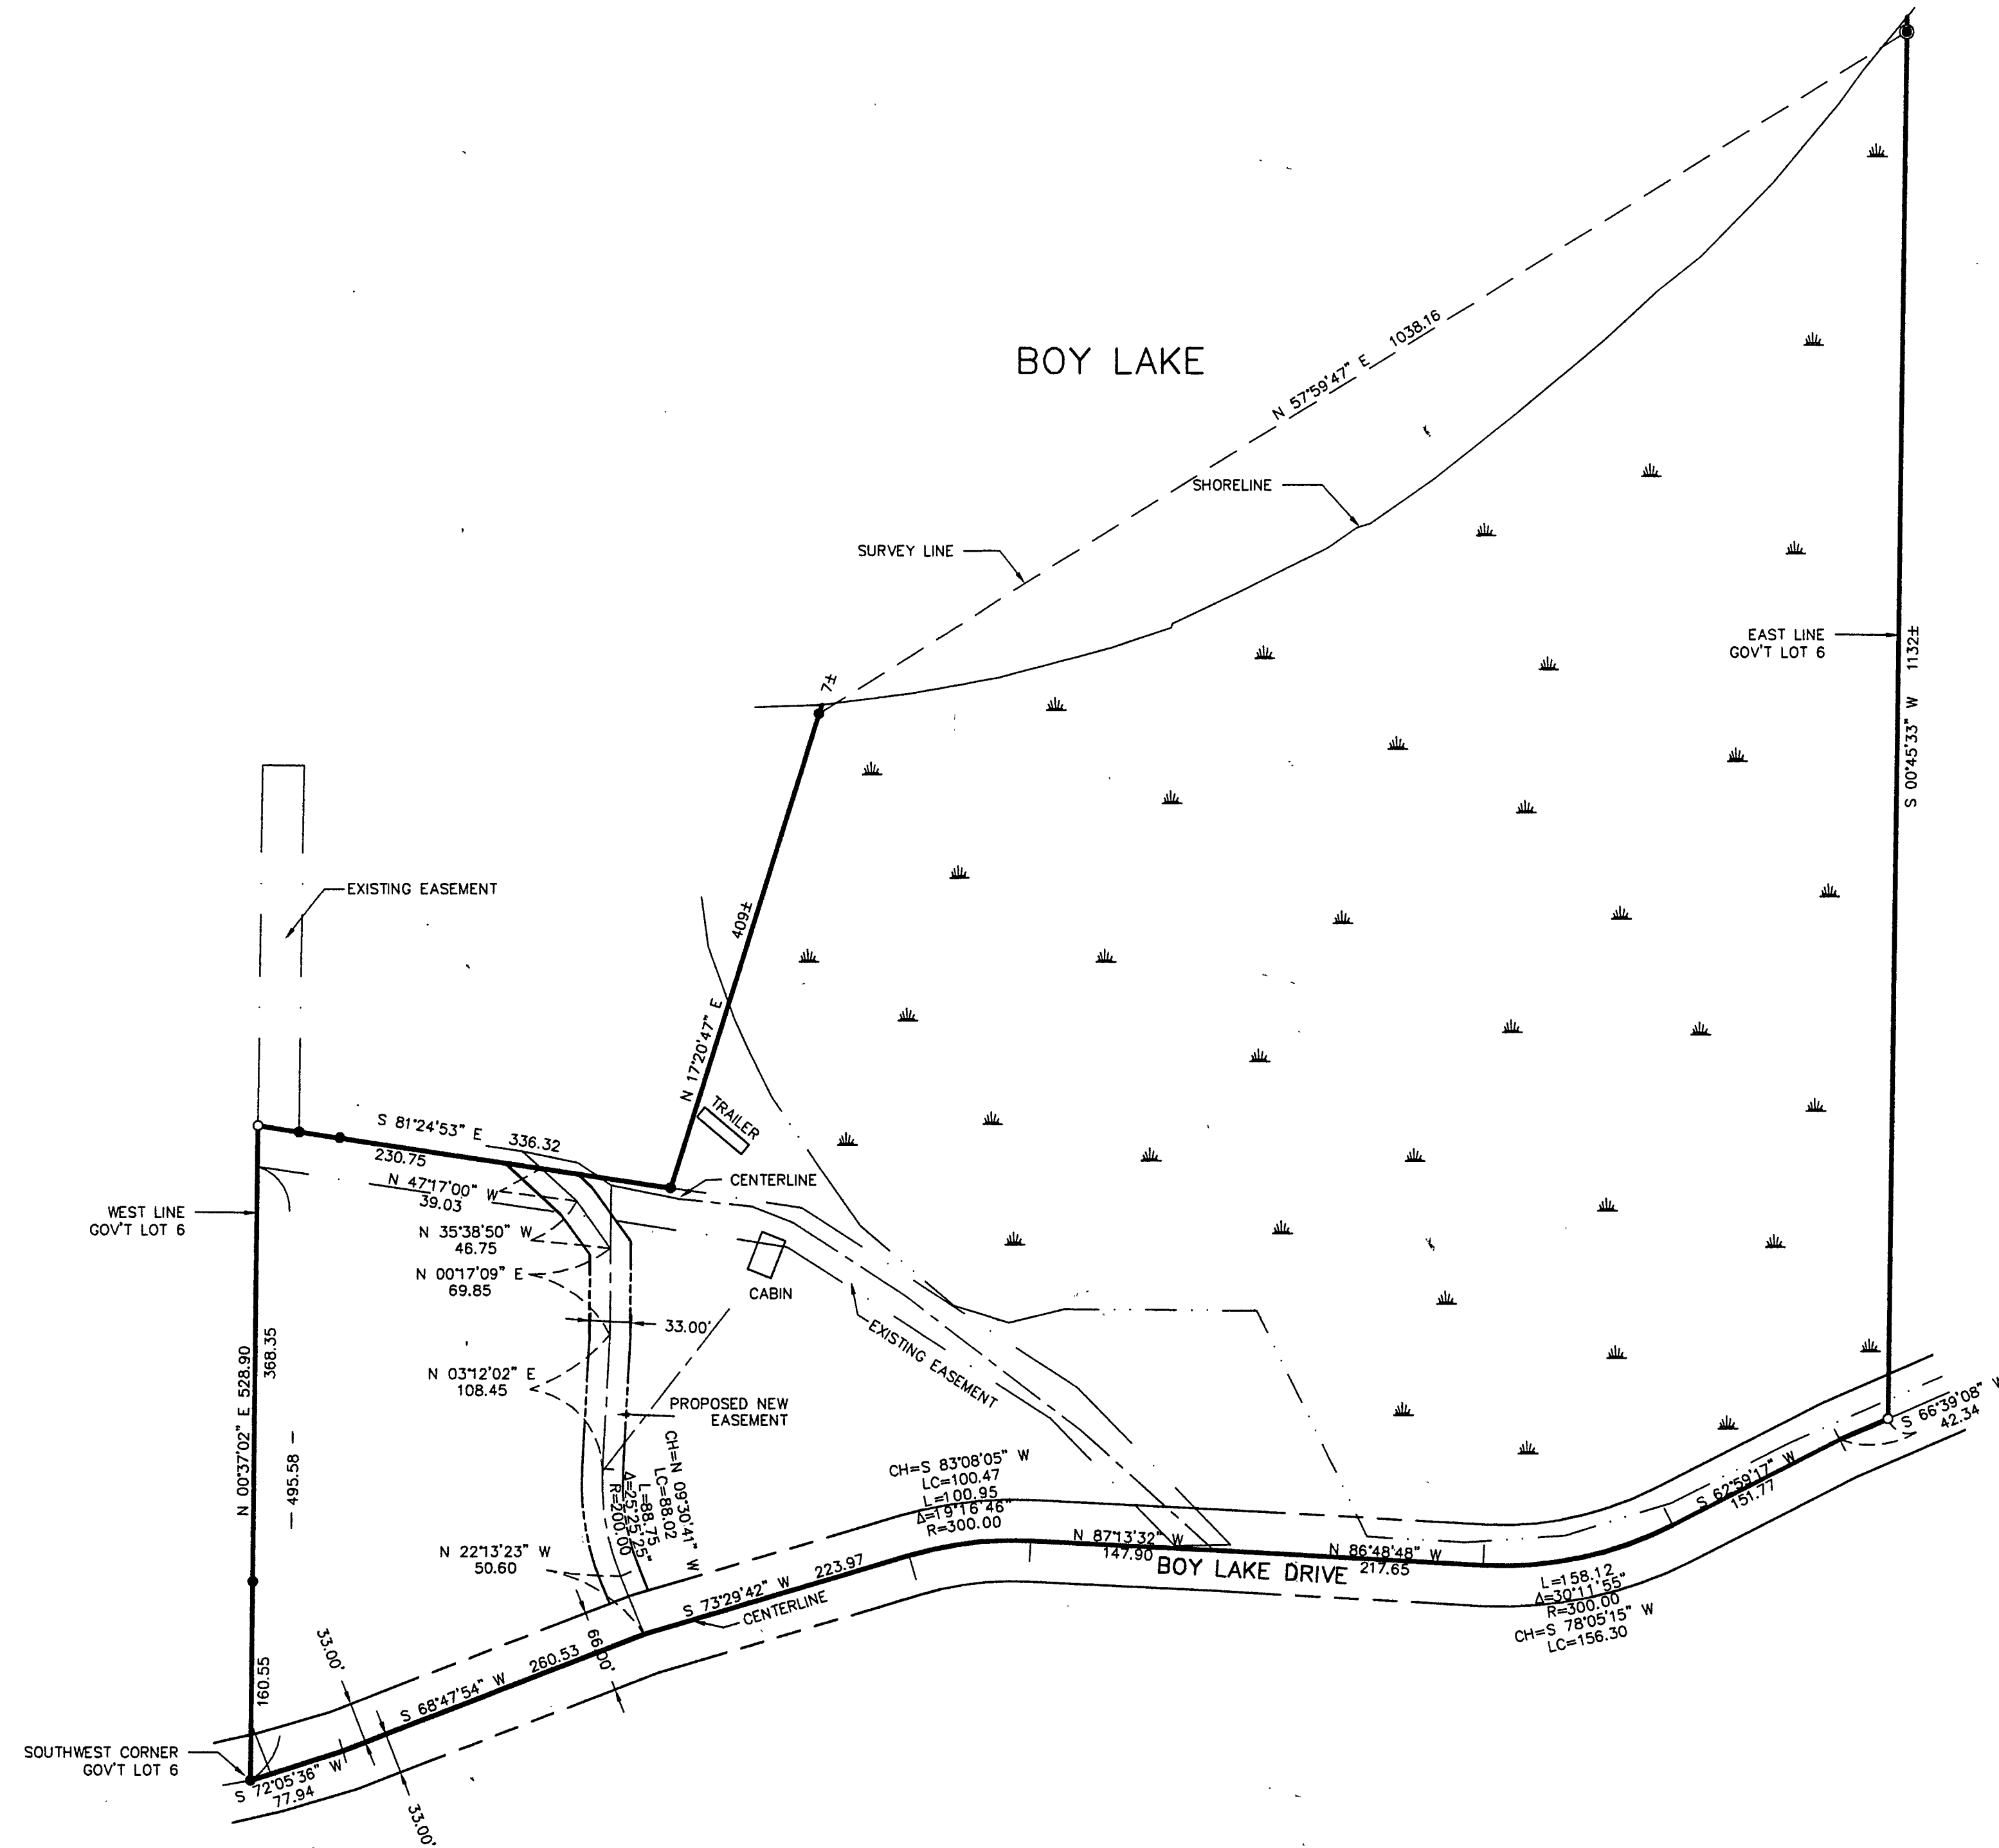 BOY LAKE
N 57°59'47" E 1038.16
SHORELINE
SURVEY LINE
EAST LINE
GOV'T LOT 6
S 00°45'33" W 1132±
7±
EXISTING EASEMENT
409±
N 17°20'47" E
TRAILER
S 81°24'53" E 336.32
230.75
CENTERLINE
N 47°17'00" W
39.03
WEST LINE
GOV'T LOT 6
N 35°38'50" W
46.75
N 00°17'09" E
69.85
CABIN
33.00'
EXISTING EASEMENT
N 00°37'02" E 528.90
368.35
495.58
N 03°12'02" E
108.45
PROPOSED NEW
EASEMENT
CH=N 09°30'41" W
LC=88.02
L=88.75
Δ=25°25'25"
R=200.00
CH=S 83°08'05" W
LC=100.47
L=100.95
Δ=19°16'46"
R=300.00
S 66°39'08" W
42.34
S 62°59'17" W
151.77
N 22°13'23" W
50.60
N 87°13'32" W
147.90
N 86°48'48" W
217.65
BOY LAKE DRIVE
S 73°29'42" W 223.97
CENTERLINE
L=158.12
Δ=30°11'55"
R=300.00
CH=S 78°05'15" W
LC=156.30
66.00'
33.00'
160.55
S 68°47'54" W 260.53
SOUTHWEST CORNER
GOV'T LOT 6
S 72°05'36" W
77.94
33.00'